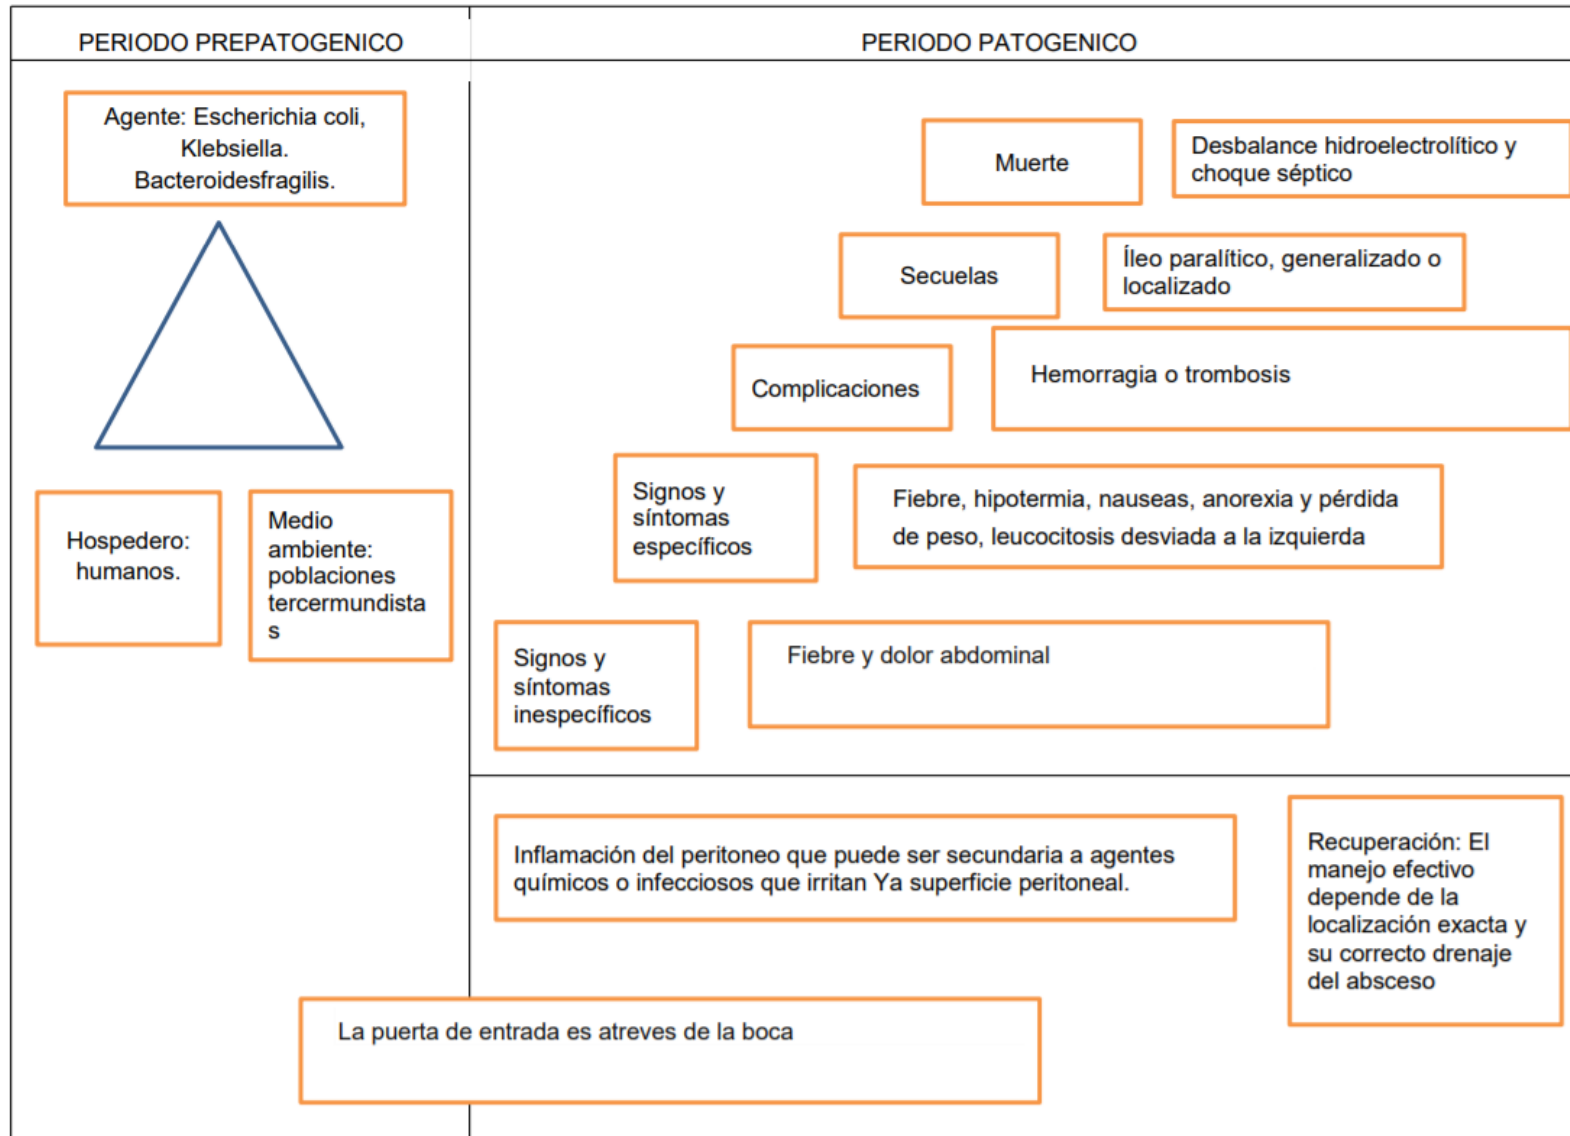 PERIODO PREPATOGENICO
PERIODO PATOGENICO
Agente: Escherichia coli,
Klebsiella.
Bacteroidesfragilis.
Hospedero:
humanos.
Medio
ambiente:
poblaciones
tercermundista
s
Muerte
Desbalance hidroelectrolítico y
choque séptico
Secuelas
Íleo paralítico, generalizado o
localizado
Complicaciones
Hemorragia o trombosis
Signos y
síntomas
específicos
Fiebre, hipotermia, nauseas, anorexia y pérdida
de peso, leucocitosis desviada a la izquierda
Signos y
síntomas
inespecíficos
Fiebre y dolor abdominal
Inflamación del peritoneo que puede ser secundaria a agentes
químicos o infecciosos que irritan Ya superficie peritoneal.
Recuperación: El
manejo efectivo
depende de la
localización exacta y
su correcto drenaje
del absceso
La puerta de entrada es atreves de la boca